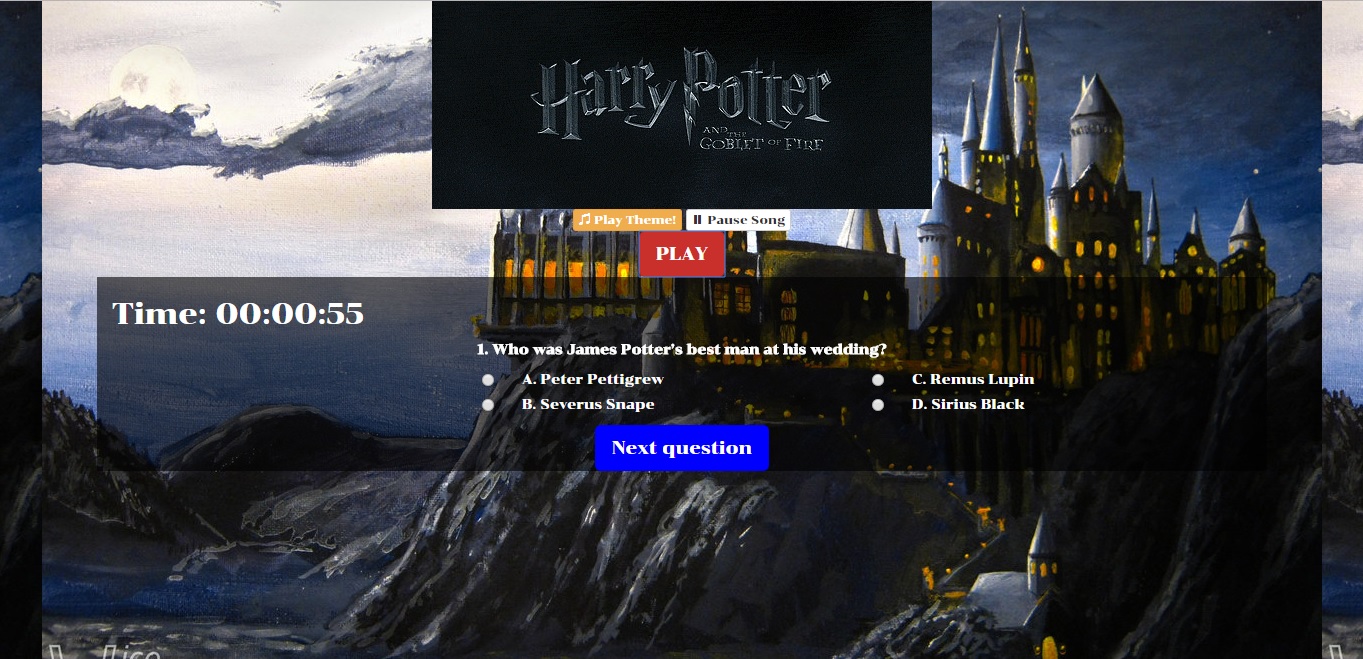 Harry Potter
AND THE
GOBLET OF FIRE
Play Theme! Pause Song
PLAY
Time: 00:00:55
1. Who was James Potter's best man at his wedding?
A. Peter Pettigrew
B. Severus Snape
C. Remus Lupin
D. Sirius Black
Next question